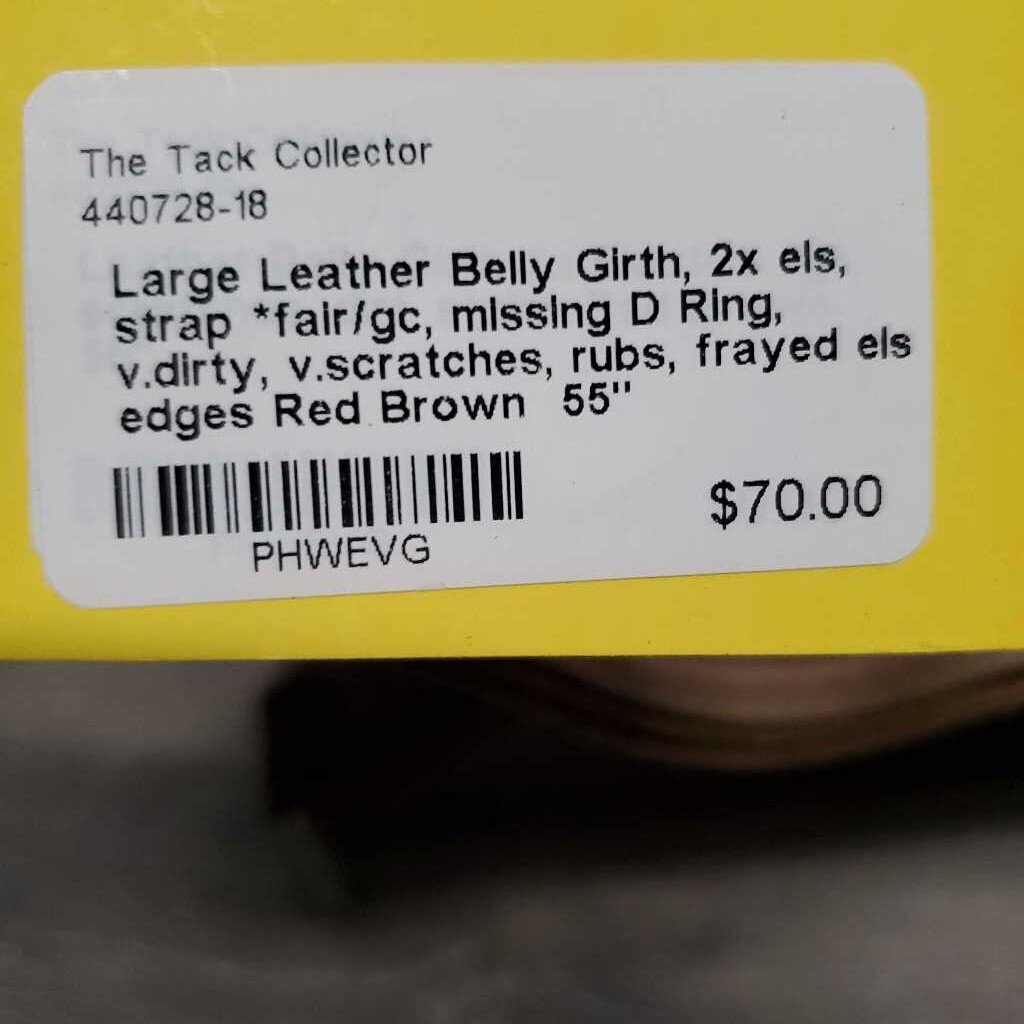 The Tack Collector
440728-18
Large Leather Belly Girth, 2x els,
strap *fair/gc, missing D Ring,
v.dirty, v.scratches, rubs, frayed els
edges Red Brown 55"
$70.00
PHWEVG